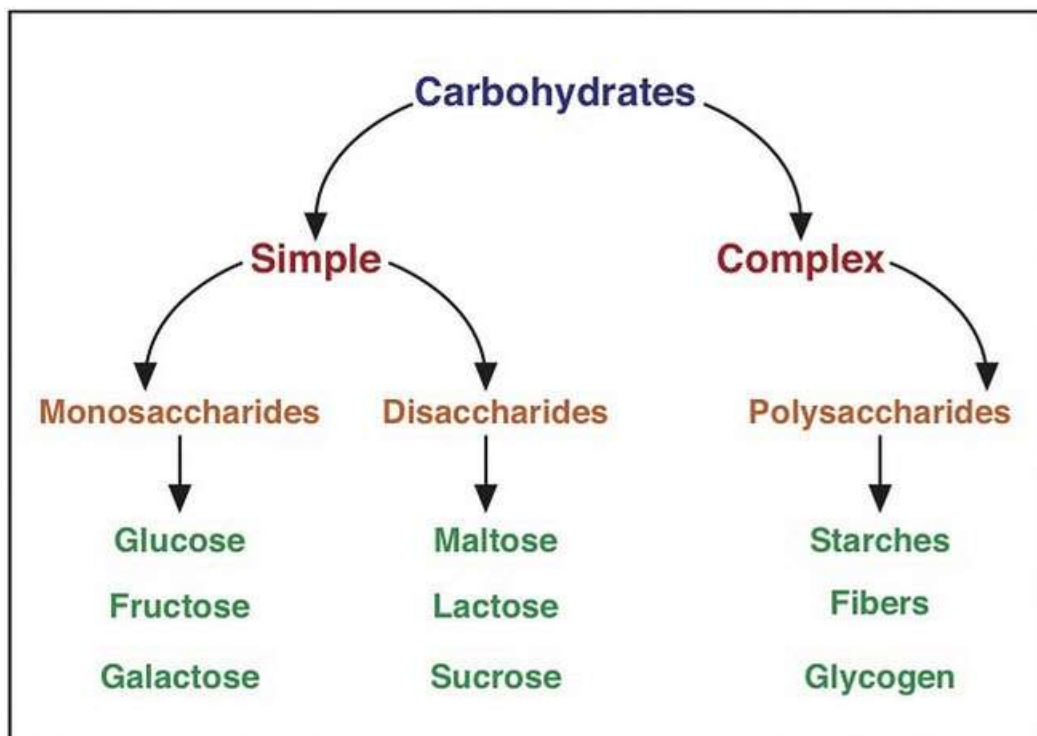 Carbohydrates
Simple Complex
Monosaccharides Disaccharides Polysaccharides
Glucose Maltose Starches
Fructose Lactose Fibers
Galactose Sucrose Glycogen